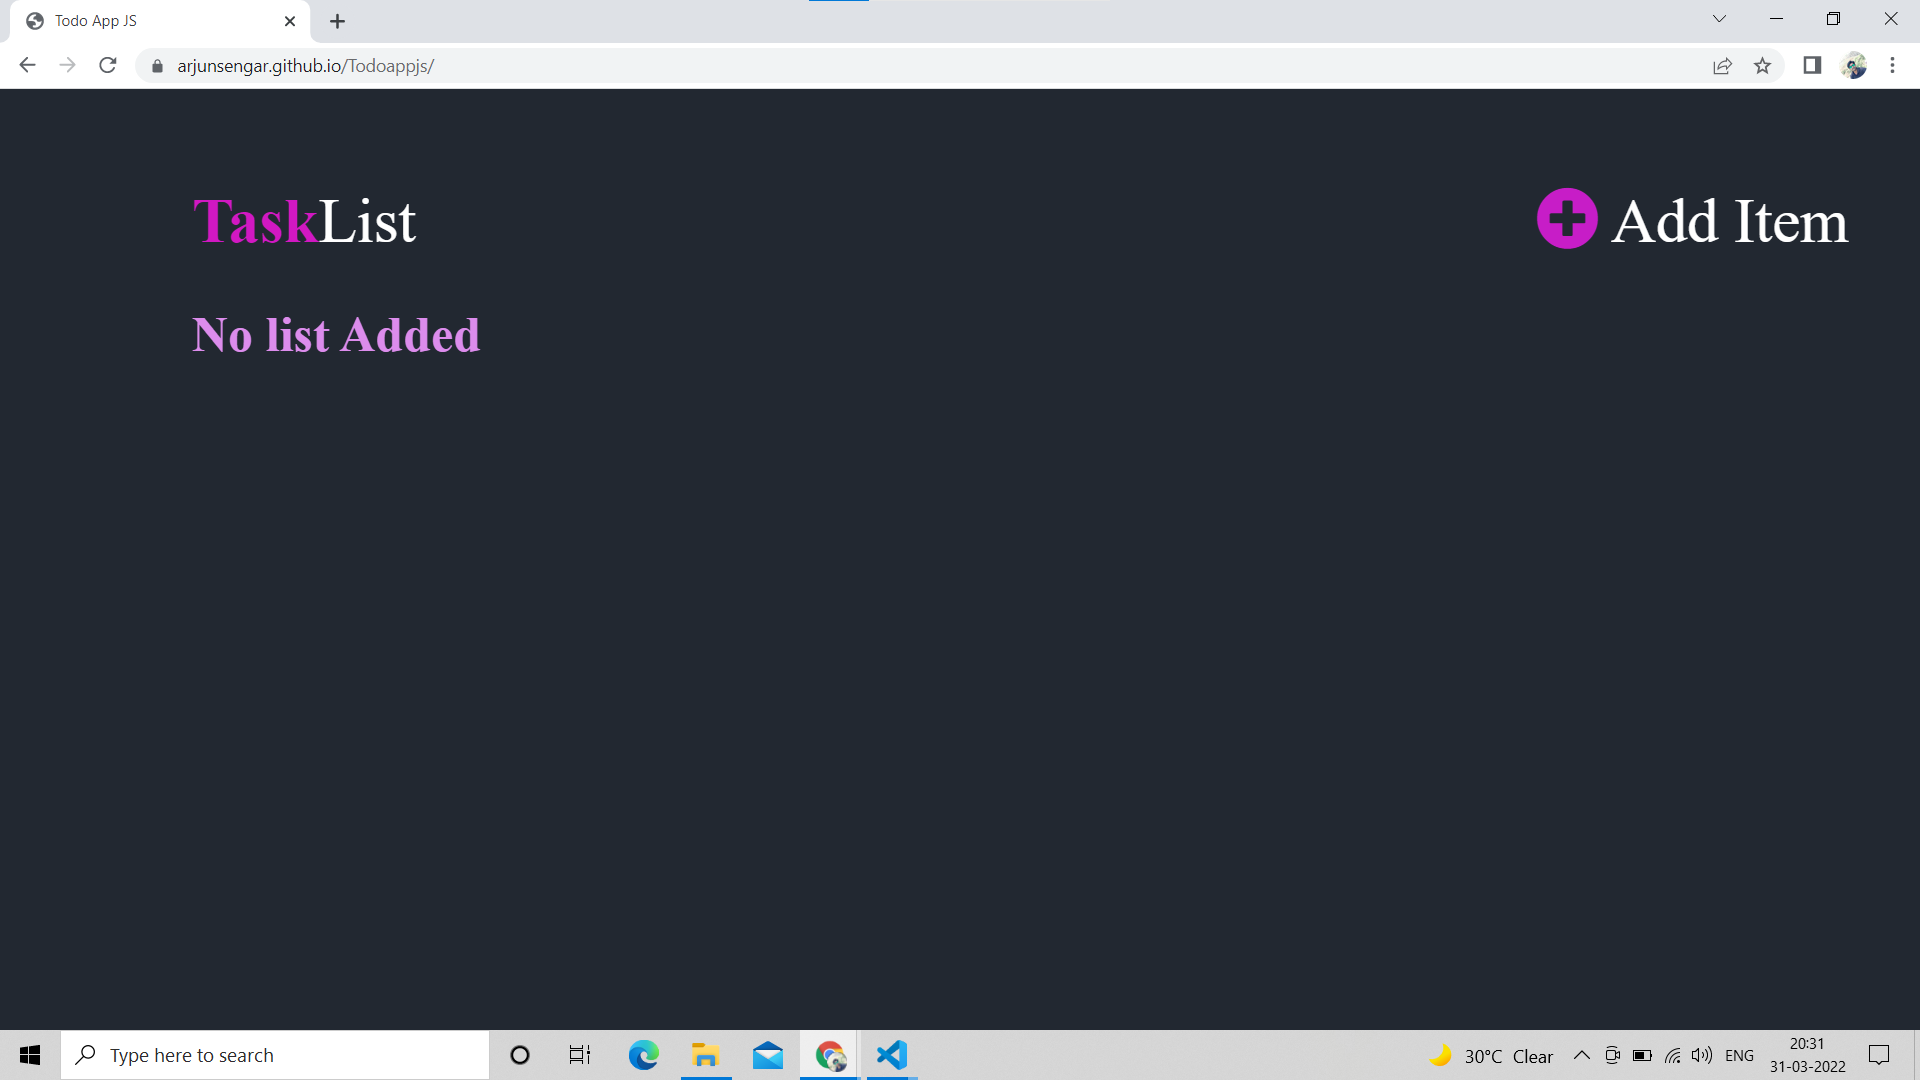 Todo App JS
arjunsengar.github.io/Todoappjs/
TaskList
Add Item
No list Added
Type here to search
30°C Clear
ENG
20:31
31-03-2022